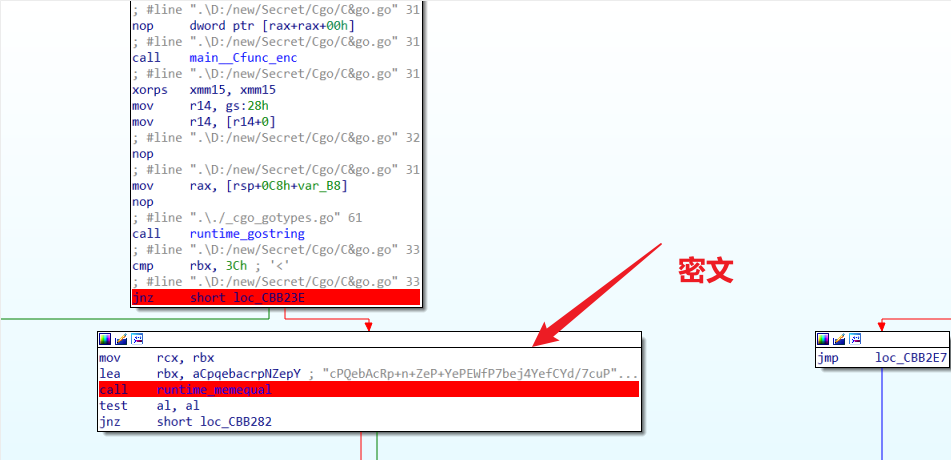 ; #line ".\D:/new/Secret/Cgo/C&go.go" 31
nop dword ptr [rax+rax+00h]
; #line ".\D:/new/Secret/Cgo/C&go.go" 31
call main__Cfunc_enc
; #line ".\D:/new/Secret/Cgo/C&go.go" 31
xorps xmm15, xmm15
mov r14, gs:28h
mov r14, [r14+0]
; #line ".\D:/new/Secret/Cgo/C&go.go" 32
nop
; #line ".\D:/new/Secret/Cgo/C&go.go" 31
mov rax, [rsp+0C8h+var_B8]
nop
; #line ".\./_cgo_gotypes.go" 61
call runtime_gostring
; #line ".\D:/new/Secret/Cgo/C&go.go" 33
cmp rbx, 3Ch ; '<'
; #line ".\D:/new/Secret/Cgo/C&go.go" 33
jnz short loc_CBB23E
密文
mov rcx, rbx
lea rbx, aCpqebacrpNZepY ; "cPQebAcRp+n+ZeP+YePEWfP7bej4YefCYd/7cuP"...
call runtime_memequal
test al, al
jnz short loc_CBB282
jmp loc_CBB2E7